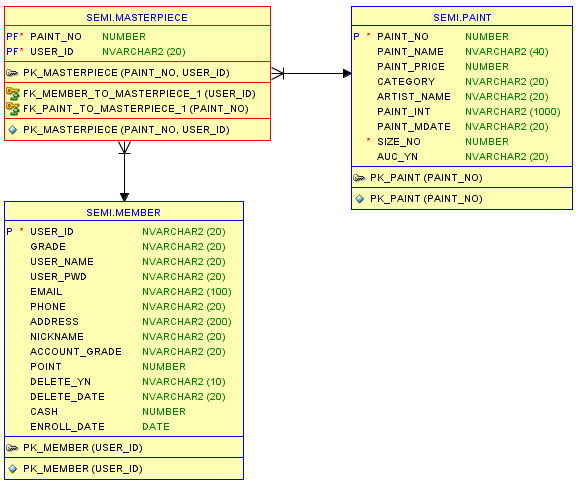 SEMI.MASTERPIECE
PF* PAINT_NO NUMBER
PF* USER_ID NVARCHAR2 (20)
PK_MASTERPIECE (PAINT_NO, USER_ID)
FK_MEMBER_TO_MASTERPIECE_1 (USER_ID)
FK_PAINT_TO_MASTERPIECE_1 (PAINT_NO)
PK_MASTERPIECE (PAINT_NO, USER_ID)
SEMI.PAINT
P * PAINT_NO NUMBER
PAINT_NAME NVARCHAR2 (40)
PAINT_PRICE NUMBER
CATEGORY NVARCHAR2 (20)
ARTIST_NAME NVARCHAR2 (20)
PAINT_INT NVARCHAR2 (1000)
PAINT_MDATE NVARCHAR2 (20)
* SIZE_NO NUMBER
AUC_YN NVARCHAR2 (20)
PK_PAINT (PAINT_NO)
PK_PAINT (PAINT_NO)
SEMI.MEMBER
P * USER_ID NVARCHAR2 (20)
GRADE NVARCHAR2 (20)
USER_NAME NVARCHAR2 (20)
USER_PWD NVARCHAR2 (20)
EMAIL NVARCHAR2 (100)
PHONE NVARCHAR2 (20)
ADDRESS NVARCHAR2 (200)
NICKNAME NVARCHAR2 (20)
ACCOUNT_GRADE NVARCHAR2 (20)
POINT NUMBER
DELETE_YN NVARCHAR2 (10)
DELETE_DATE NVARCHAR2 (20)
CASH NUMBER
ENROLL_DATE DATE
PK_MEMBER (USER_ID)
PK_MEMBER (USER_ID)